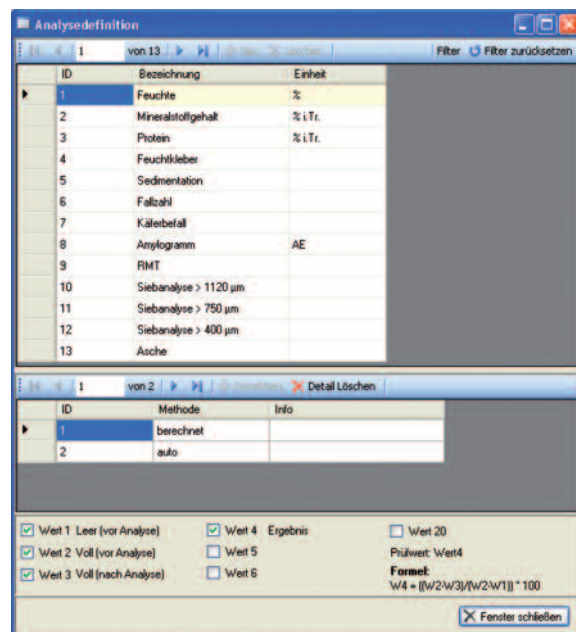 Analysedefinition
1 von 13 Neu Löschen Filter Filter zurücksetzen
ID Bezeichnung Einheit
1 Feuchte %
2 Mineralstoffgehalt % i.Tr.
3 Protein % i.Tr.
4 Feuchtkleber
5 Sedimentation
6 Fallzahl
7 Käferbefall
8 Amylogramm AE
9 RMT
10 Siebanalyse > 1120 µm
11 Siebanalyse > 750 µm
12 Siebanalyse > 400 µm
13 Asche
1 von 2 Detail Neu Detail Löschen
ID Methode Info
1 berechnet
2 auto
Wert 1 Leer (vor Analyse) Wert 4 Ergebnis Wert 20
Wert 2 Voll (vor Analyse) Wert 5 Prüfwert: Wert4
Wert 3 Voll (nach Analyse) Wert 6 Formel:
W4 = ((W2-W3)/(W2-W1)) * 100
Fenster schließen